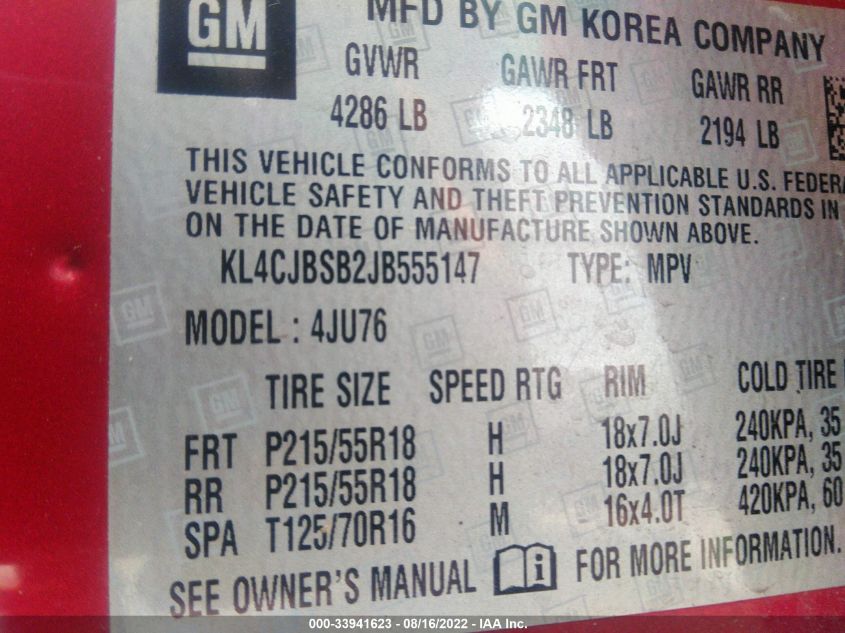 GM
MFD BY GM KOREA COMPANY
GVWR GAWR FRT GAWR RR
4286 LB 2348 LB 2194 LB
THIS VEHICLE CONFORMS TO ALL APPLICABLE U.S. FEDERA
VEHICLE SAFETY AND THEFT PREVENTION STANDARDS IN
ON THE DATE OF MANUFACTURE SHOWN ABOVE.
KL4CJBSB2JB555147 TYPE: MPV
MODEL : 4JU76
TIRE SIZE SPEED RTG RIM COLD TIRE
FRT P215/55R18 H 18x7.0J 240KPA, 35
RR P215/55R18 H 18x7.0J 240KPA, 35
SPA T125/70R16 M 16x4.0T 420KPA, 60
SEE OWNER'S MANUAL i FOR MORE INFORMATION.
000-33941623 - 08/16/2022 - IAA Inc.